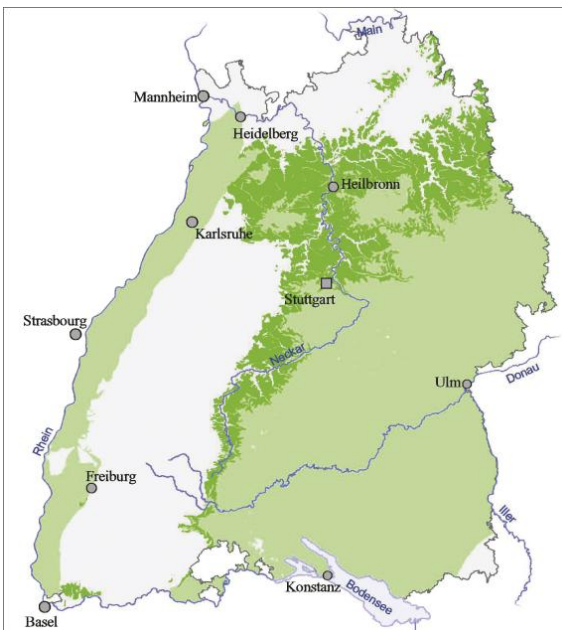 Main
Mannheim
Heidelberg
Heilbronn
Karlsruhe
Stuttgart
Strasbourg
Neckar
Ulm
Donau
Rhein
Freiburg
Iller
Konstanz
Bodensee
Basel